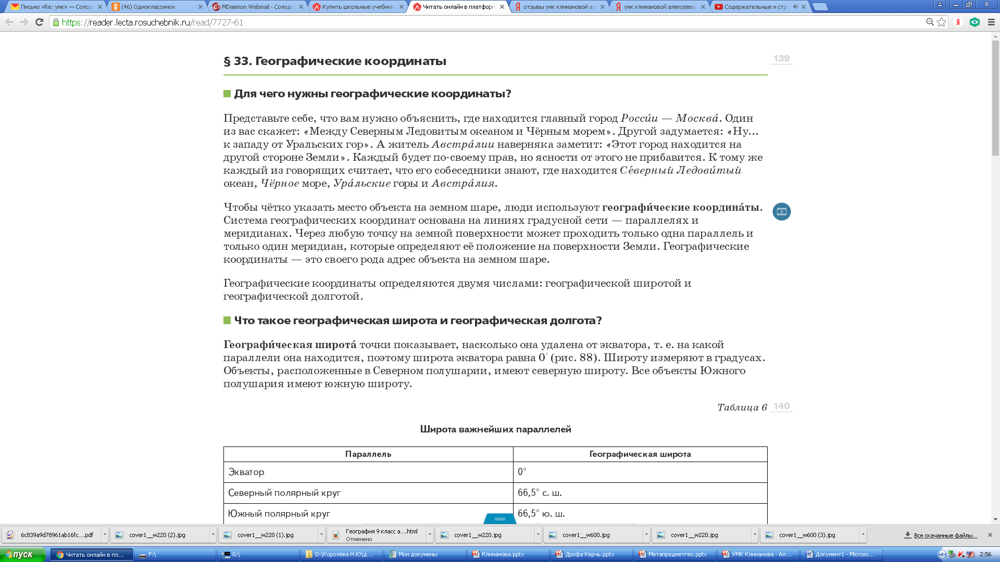 Письмо «Re: умк» — Солод
(46) Одноклассники
MDaemon Webmail - Солодо
Купить школьные учебник
Читать онлайн в платформ
отзывы умк климановой ал
умк климановой алексеева
Содержательные и стру
https://reader.lecta.rosuchebnik.ru/read/7727-61
§ 33. Географические координаты
139
Для чего нужны географические координаты?
Представьте себе, что вам нужно объяснить, где находится главный город Росси́и — Москва́. Один
из вас скажет: «Между Северным Ледовитым океаном и Чёрным морем». Другой задумается: «Ну...
к западу от Уральских гор». А житель Австра́лии наверняка заметит: «Этот город находится на
другой стороне Земли». Каждый будет по-своему прав, но ясности от этого не прибавится. К тому же
каждый из говорящих считает, что его собеседники знают, где находится Се́верный Ледови́тый
океан, Чёрное море, Ура́льские горы и Австра́лия.
Чтобы чётко указать место объекта на земном шаре, люди используют географи́ческие координа́ты.
Система географических координат основана на линиях градусной сети — параллелях и
меридианах. Через любую точку на земной поверхности может проходить только одна параллель и
только один меридиан, которые определяют её положение на поверхности Земли. Географические
координаты — это своего рода адрес объекта на земном шаре.
Географические координаты определяются двумя числами: географической широтой и
географической долготой.
Что такое географическая широта и географическая долгота?
Географи́ческая широта́ точки показывает, насколько она удалена от экватора, т. е. на какой
параллели она находится, поэтому широта экватора равна 0° (рис. 88). Широту измеряют в градусах.
Объекты, расположенные в Северном полушарии, имеют северную широту. Все объекты Южного
полушария имеют южную широту.
Таблица 6
140
Широта важнейших параллелей
Параллель
Географическая широта
Экватор
0°
Северный полярный круг
66,5° с. ш.
Южный полярный круг
66,5° ю. ш.
6c839a9d78961ab16fc....pdf
cover1__w220 (2).jpg
cover1__w220 (1).jpg
География 9 класс а....html
Отменено
cover1__w220.jpg
cover1__w600.jpg
cover1__w220.jpg
cover1__w600 (3).jpg
Все скачанные файлы...
пуск
Читать онлайн в пл...
F:\
G:\
D:\Королёва Н.Ю\д...
Мои докумены
Климанова.pptx
Дрофа Керчь.pptx
Метапредметгео.pptx
УМК Климанова - Ал...
Документ1 - Microso...
2:56